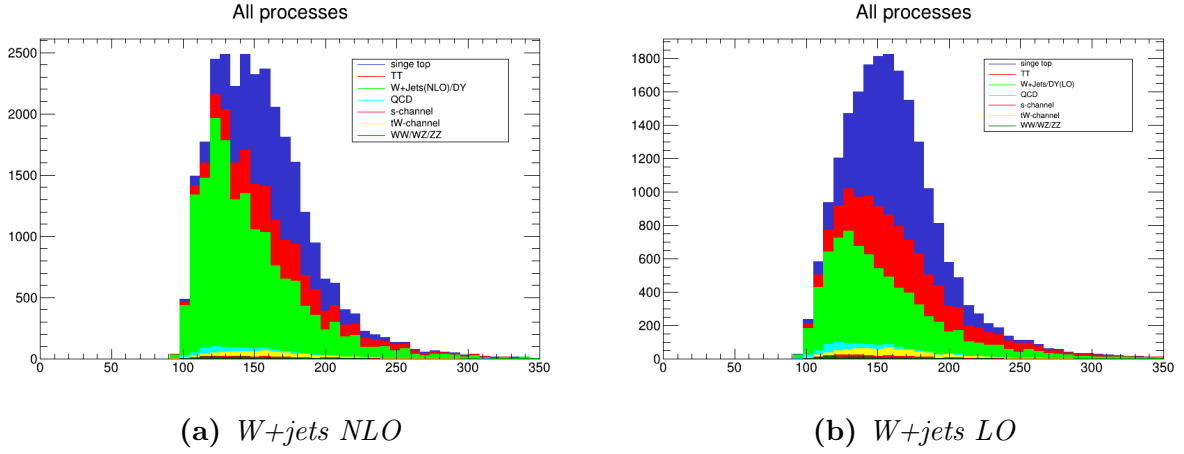 All processes
2500
2000
1500
1000
500
0
singe top
TT
W+Jets(NLO)/DY
QCD
s-channel
tW-channel
WW/WZ/ZZ
0 50 100 150 200 250 300 350
(a) W+jets NLO
All processes
1800
1600
1400
1200
1000
800
600
400
200
0
singe top
TT
W+Jets/DY(LO)
QCD
s-channel
tW-channel
WW/WZ/ZZ
0 50 100 150 200 250 300 350
(b) W+jets LO